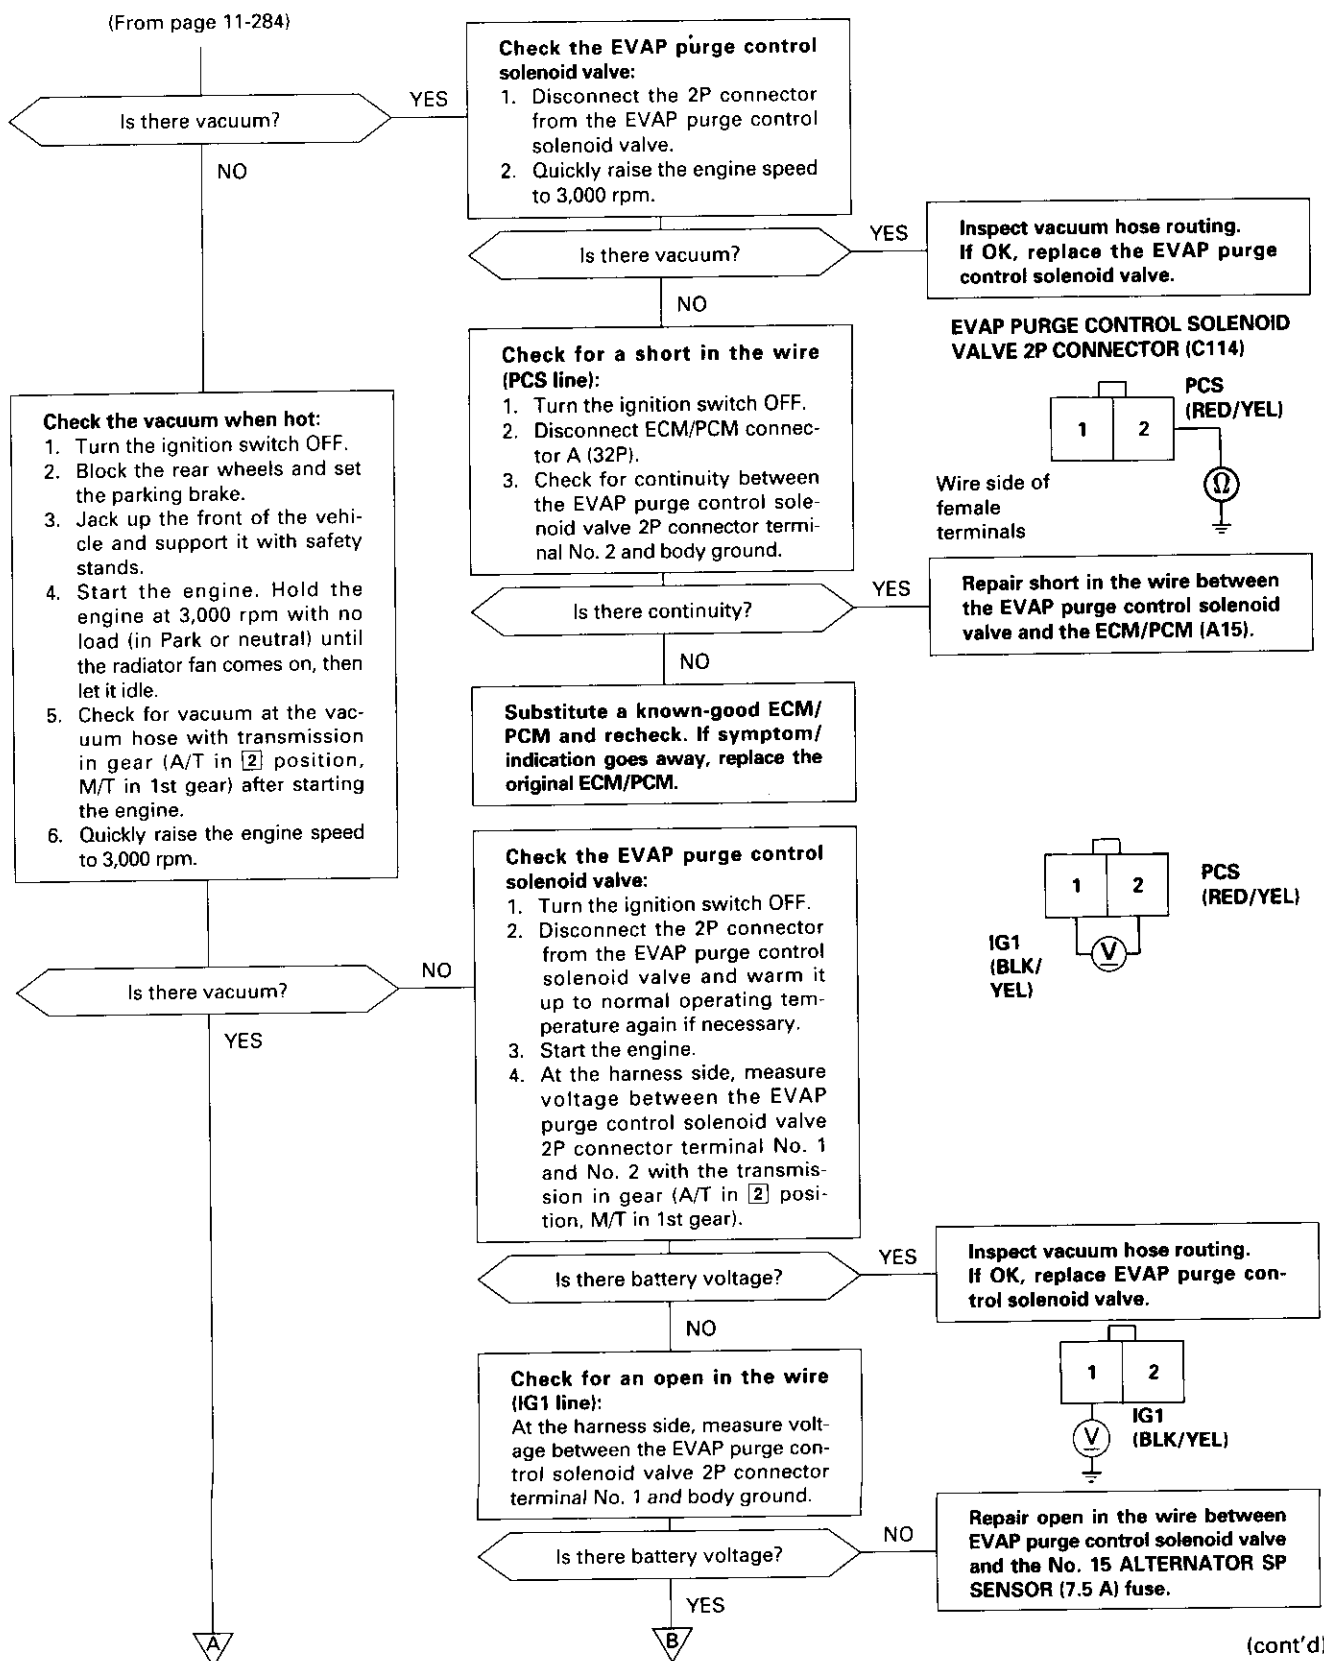 (From page 11-284)
Is there vacuum?
YES
NO
Check the EVAP purge control
solenoid valve:
1. Disconnect the 2P connector
from the EVAP purge control
solenoid valve.
2. Quickly raise the engine speed
to 3,000 rpm.
Is there vacuum?
YES
NO
Inspect vacuum hose routing.
If OK, replace the EVAP purge
control solenoid valve.
EVAP PURGE CONTROL SOLENOID
VALVE 2P CONNECTOR (C114)
1 2
PCS
(RED/YEL)
Ω
Wire side of
female
terminals
Check for a short in the wire
(PCS line):
1. Turn the ignition switch OFF.
2. Disconnect ECM/PCM connec-
tor A (32P).
3. Check for continuity between
the EVAP purge control sole-
noid valve 2P connector termi-
nal No. 2 and body ground.
Is there continuity?
YES
NO
Repair short in the wire between
the EVAP purge control solenoid
valve and the ECM/PCM (A15).
Substitute a known-good ECM/
PCM and recheck. If symptom/
indication goes away, replace the
original ECM/PCM.
Check the vacuum when hot:
1. Turn the ignition switch OFF.
2. Block the rear wheels and set
the parking brake.
3. Jack up the front of the vehi-
cle and support it with safety
stands.
4. Start the engine. Hold the
engine at 3,000 rpm with no
load (in Park or neutral) until
the radiator fan comes on, then
let it idle.
5. Check for vacuum at the vac-
uum hose with transmission
in gear (A/T in 2 position,
M/T in 1st gear) after starting
the engine.
6. Quickly raise the engine speed
to 3,000 rpm.
Is there vacuum?
NO
YES
Check the EVAP purge control
solenoid valve:
1. Turn the ignition switch OFF.
2. Disconnect the 2P connector
from the EVAP purge control
solenoid valve and warm it
up to normal operating tem-
perature again if necessary.
3. Start the engine.
4. At the harness side, measure
voltage between the EVAP
purge control solenoid valve
2P connector terminal No. 1
and No. 2 with the transmis-
sion in gear (A/T in 2 posi-
tion, M/T in 1st gear).
1 2
PCS
(RED/YEL)
IG1
(BLK/
YEL)
V
Is there battery voltage?
YES
NO
Inspect vacuum hose routing.
If OK, replace EVAP purge con-
trol solenoid valve.
1 2
IG1
(BLK/YEL)
V
Check for an open in the wire
(IG1 line):
At the harness side, measure volt-
age between the EVAP purge con-
trol solenoid valve 2P connector
terminal No. 1 and body ground.
Is there battery voltage?
NO
YES
Repair open in the wire between
EVAP purge control solenoid valve
and the No. 15 ALTERNATOR SP
SENSOR (7.5 A) fuse.
A
B
(cont'd)